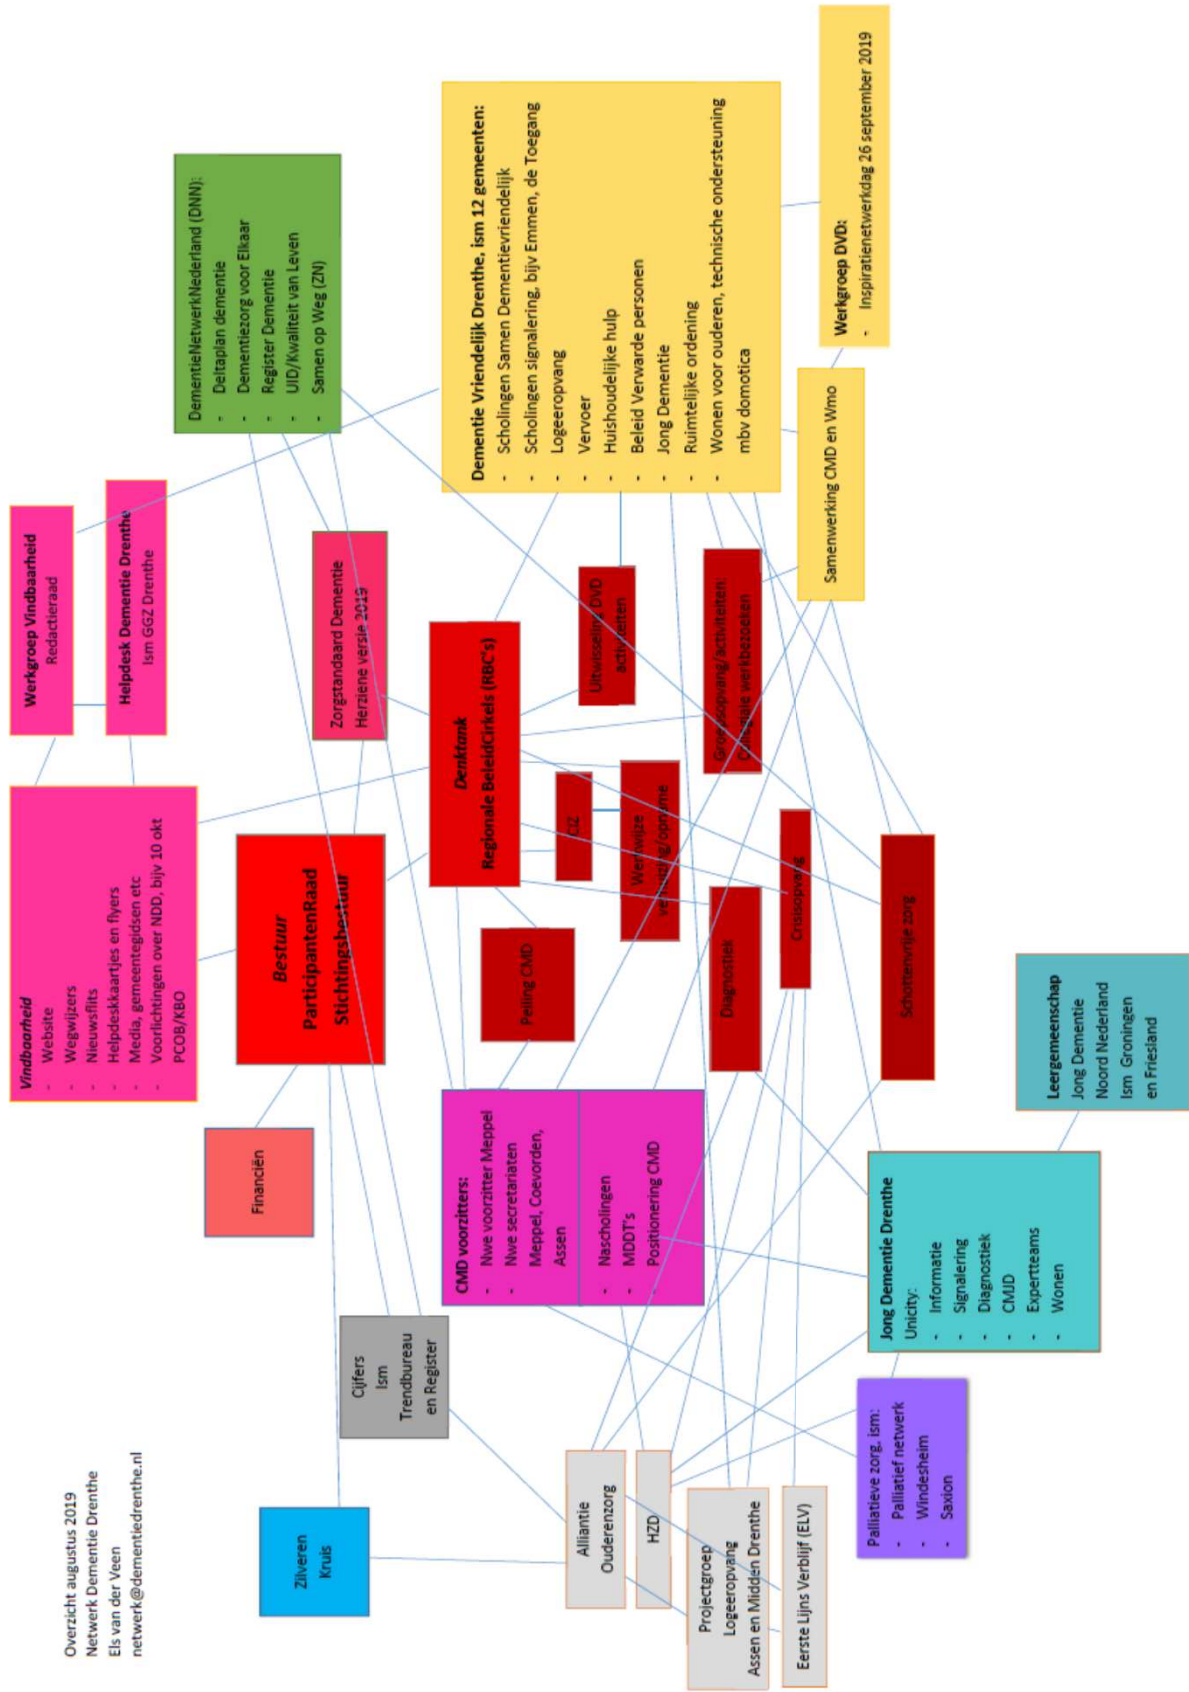 Overzicht augustus 2019
Netwerk Dementie Drenthe
Els van der Veen
netwerk@dementiedrenthe.nl
Vindbaarheid
- Website
- Wegwijzers
- Nieuwsflits
- Helpdeskkaartjes en flyers
- Media, gemeentegidsen etc
- Voorlichtingen over NDD, bijv 10 okt
PCOB/KBO
Werkgroep Vindbaarheid
Redactieraad
Helpdesk Dementie Drenthe
Ism GGZ Drenthe
DementieNetwerkNederland (DNN):
- Deltaplan dementie
- Dementiezorg voor Elkaar
- Register Dementie
- UID/Kwaliteit van Leven
- Samen op Weg (ZN)
Financiën
Bestuur
ParticipantenRaad
Stichtingsbestuur
Zorgstandaard Dementie
Herziene versie 2019
Zilveren
Kruis
Cijfers
Ism
Trendbureau
en Register
Denktank
Regionale BeleidCirkels (RBC's)
Dementie Vriendelijk Drenthe, ism 12 gemeenten:
- Scholingen Samen Dementievriendelijk
- Scholingen signalering, bijv Emmen, de Toegang
- Logeeropvang
- Vervoer
- Huishoudelijke hulp
- Beleid Verwarde personen
- Jong Dementie
- Ruimtelijke ordening
- Wonen voor ouderen, technische ondersteuning
mbv domotica
CMD voorzitters:
- Nwe voorzitter Meppel
- Nwe secretariaten
Meppel, Coevorden,
Assen
- Nascholingen
- MDDT's
- Positionering CMD
Peiling CMD
CIZ
Werkwijze
verwijzing/opname
Uitwisseling DVD
activiteiten
Groepsopvang/activiteiten:
Collegiale werkbezoeken
Diagnostiek
Crisisopvang
Schottenvrije zorg
Samenwerking CMD en Wmo
Werkgroep DVD:
- Inspiratienetwerkdag 26 september 2019
Alliantie
Ouderenzorg
HZD
Projectgroep
Logeeropvang
Assen en Midden Drenthe
Eerste Lijns Verblijf (ELV)
Palliatieve zorg, ism:
- Palliatief netwerk
- Windesheim
- Saxion
Jong Dementie Drenthe
Unicity:
- Informatie
- Signalering
- Diagnostiek
- CMJD
- Expertteams
- Wonen
Leergemeenschap
Jong Dementie
Noord Nederland
Ism Groningen
en Friesland